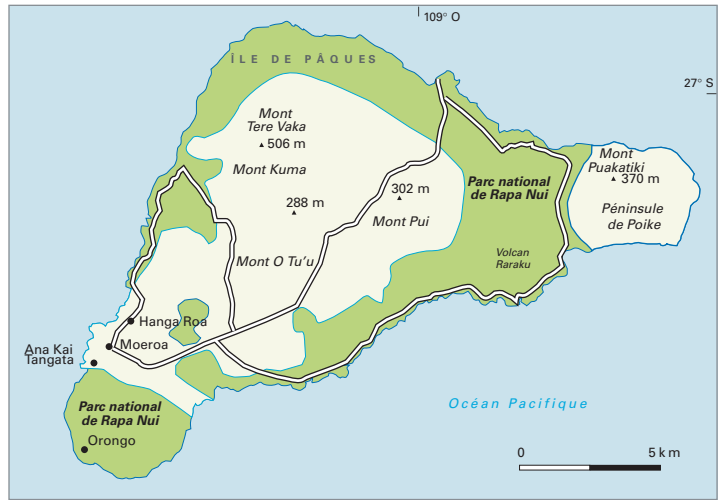 109° O
27° S
ÎLE DE PÂQUES
Mont
Tere Vaka
506 m
Mont Kuma
288 m
302 m
Mont Pui
Mont O Tu'u
Parc national
de Rapa Nui
Mont
Puakatiki
370 m
Péninsule
de Poike
Volcan
Raraku
Hanga Roa
Moeroa
Ana Kai
Tangata
Parc national
de Rapa Nui
Orongo
Océan Pacifique
0 5 km